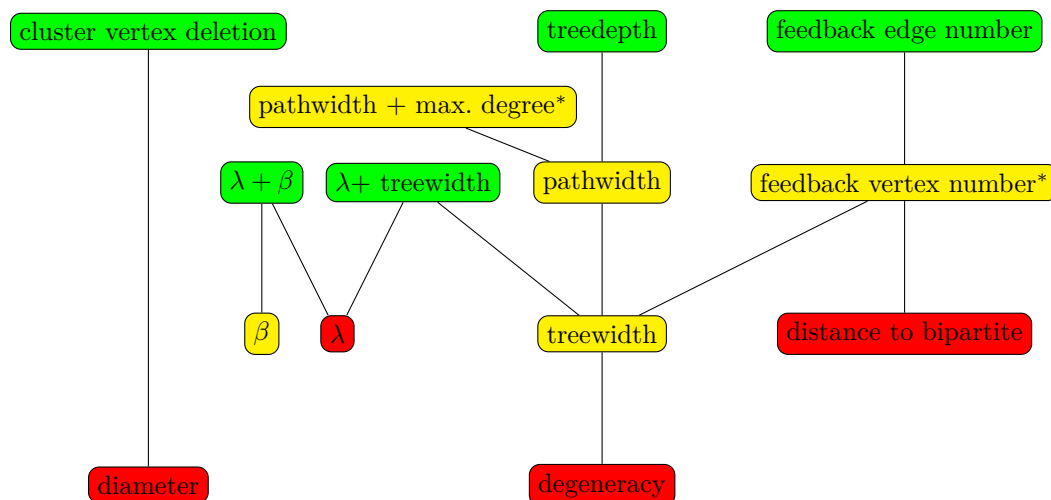 cluster vertex deletion
treedepth
feedback edge number
pathwidth + max. degree*
λ + β
λ+ treewidth
pathwidth
feedback vertex number*
β
λ
treewidth
distance to bipartite
diameter
degeneracy